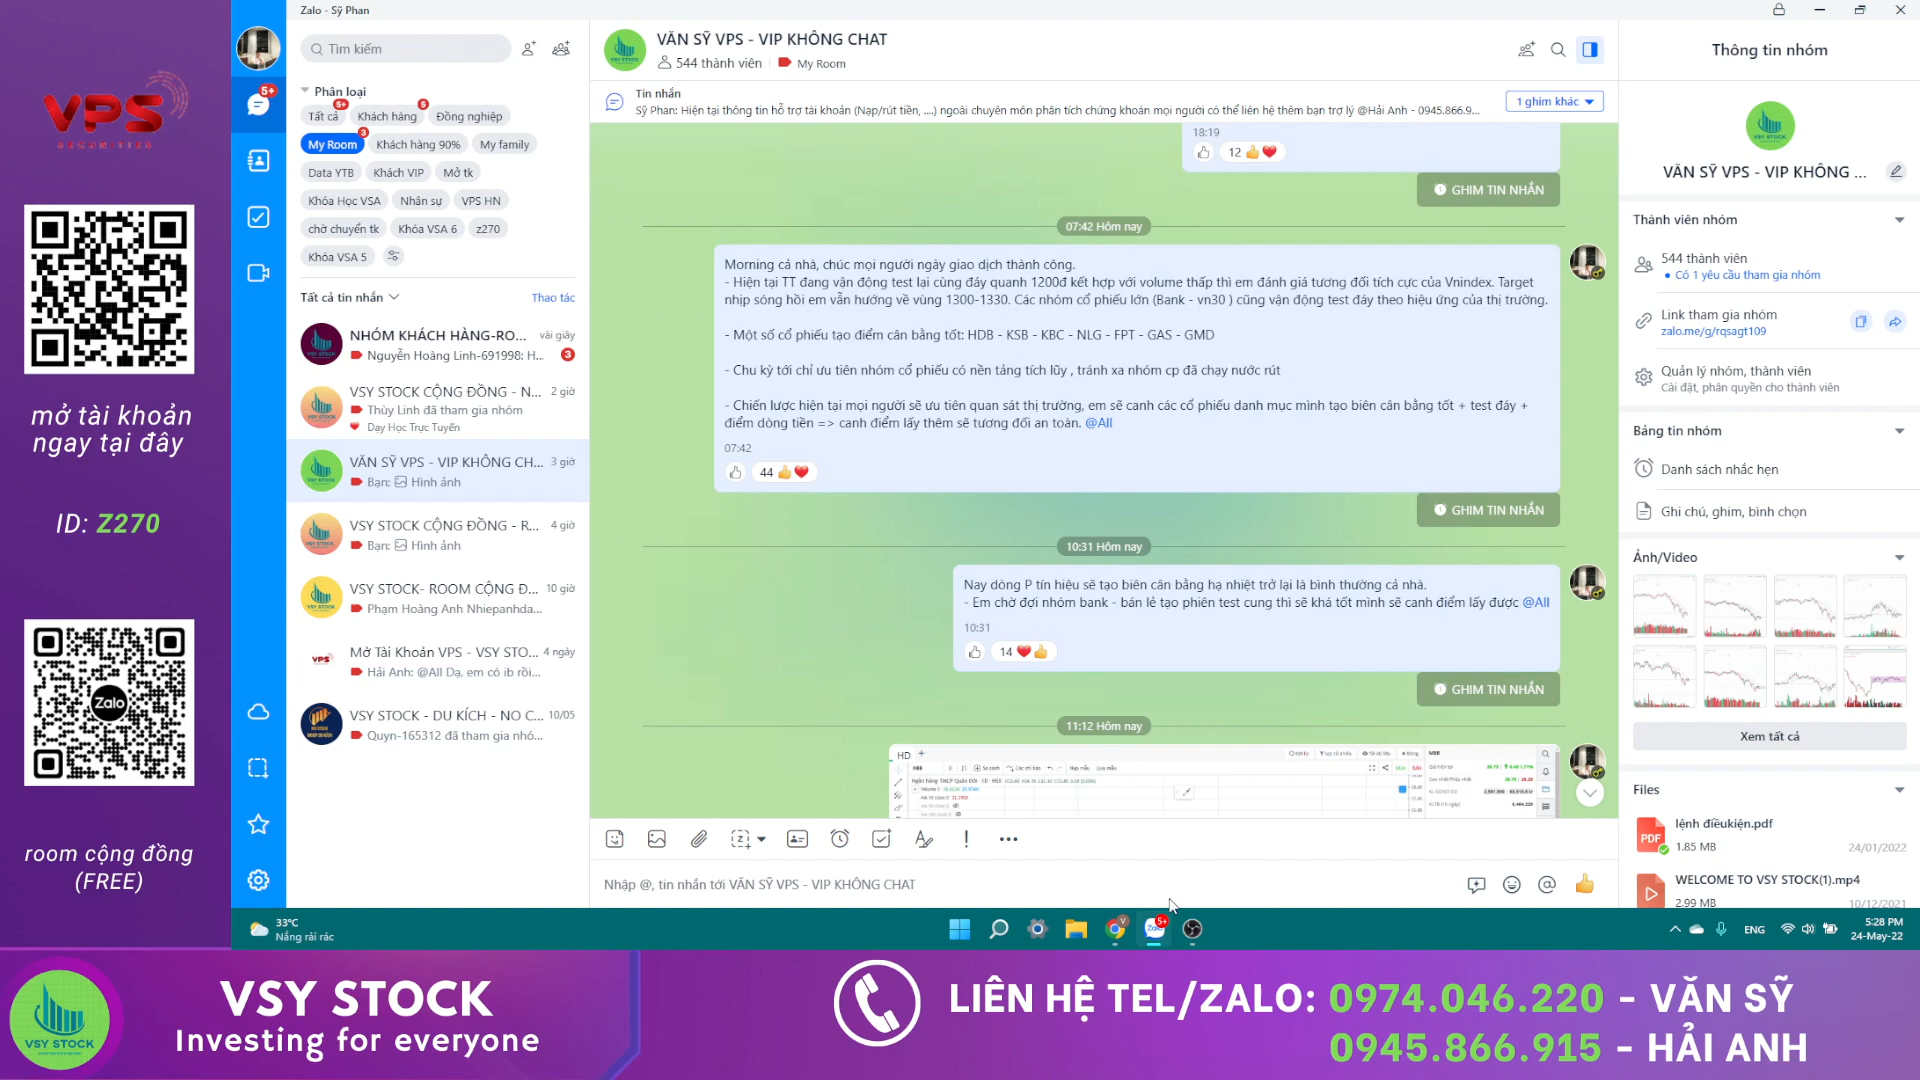 VPS
SECURITIES
mở tài khoản
ngay tại đây
ID: Z270
Zalo
room cộng đồng
(FREE)
Zalo - Sỹ Phan
Tìm kiếm
Phân loại
Tất cả 5+
Khách hàng 5
Đồng nghiệp
My Room 3
Khách hàng 90%
My family
Data YTB
Khách VIP
Mở tk
Khóa Học VSA
Nhân sự
VPS HN
chờ chuyển tk
Khóa VSA 6
z270
Khóa VSA 5
Tất cả tin nhắn
Thao tác
NHÓM KHÁCH HÀNG-RO...
vài giây
Nguyễn Hoàng Linh-691998: H...
3
VSY STOCK CỘNG ĐỒNG - N...
2 giờ
Thùy Linh đã tham gia nhóm
Dạy Học Trực Tuyến
VĂN SỸ VPS - VIP KHÔNG CH...
3 giờ
Bạn: Hình ảnh
VSY STOCK CỘNG ĐỒNG - R...
4 giờ
Bạn: Hình ảnh
VSY STOCK- ROOM CỘNG Đ...
10 giờ
Phạm Hoàng Anh Nhiepanhda...
VPS
Mở Tài Khoản VPS - VSY STO...
4 ngày
Hải Anh: @All Dạ, em có ib rồi...
VSY STOCK - DU KÍCH - NO C...
10/05
Quyn-165312 đã tham gia nhó...
VĂN SỸ VPS - VIP KHÔNG CHAT
544 thành viên
My Room
Tin nhắn
Sỹ Phan: Hiện tại thông tin hỗ trợ tài khoản (Nạp/rút tiền, ....) ngoài chuyên môn phân tích chứng khoán mọi người có thể liên hệ thêm bạn trợ lý @Hải Anh - 0945.866.9...
1 ghim khác
18:19
12
GHIM TIN NHẮN
07:42 Hôm nay
Morning cả nhà, chúc mọi người ngày giao dịch thành công.
- Hiện tại TT đang vận động test lại cùng đáy quanh 1200đ kết hợp với volume thấp thì em đánh giá tương đối tích cực của Vnindex. Target
nhịp sóng hồi em vẫn hướng về vùng 1300-1330. Các nhóm cổ phiếu lớn (Bank - vn30 ) cũng vận động test đáy theo hiệu ứng của thị trường.
- Một số cổ phiếu tạo điểm cân bằng tốt: HDB - KSB - KBC - NLG - FPT - GAS - GMD
- Chu kỳ tới chỉ ưu tiên nhóm cổ phiếu có nền tảng tích lũy , tránh xa nhóm cp đã chạy nước rút
- Chiến lược hiện tại mọi người sẽ ưu tiên quan sát thị trường, em sẽ canh các cổ phiếu danh mục mình tạo biên cân bằng tốt + test đáy +
điểm dòng tiền => canh điểm lấy thêm sẽ tương đối an toàn. @All
07:42
44
GHIM TIN NHẮN
10:31 Hôm nay
Nay dòng P tín hiệu sẽ tạo biên cân bằng hạ nhiệt trở lại là bình thường cả nhà.
- Em chờ đợi nhóm bank - bán lẻ tạo phiên test cung thì sẽ khá tốt mình sẽ canh điểm lấy được @All
10:31
14
GHIM TIN NHẮN
11:12 Hôm nay
HD
Nhập @, tin nhắn tới VĂN SỸ VPS - VIP KHÔNG CHAT
Thông tin nhóm
VĂN SỸ VPS - VIP KHÔNG ...
Thành viên nhóm
544 thành viên
• Có 1 yêu cầu tham gia nhóm
Link tham gia nhóm
zalo.me/g/rqsagt109
Quản lý nhóm, thành viên
Cài đặt, phân quyền cho thành viên
Bảng tin nhóm
Danh sách nhắc hẹn
Ghi chú, ghim, bình chọn
Ảnh/Video
Xem tất cả
Files
PDF
lệnh điềukiện.pdf
1.85 MB
24/01/2022
WELCOME TO VSY STOCK(1).mp4
2.99 MB
10/12/2021
33°C
Nắng rải rác
ENG
5:28 PM
24-May-22
VSY STOCK
VSY STOCK
Investing for everyone
LIÊN HỆ TEL/ZALO: 0974.046.220 - VĂN SỸ
0945.866.915 - HẢI ANH